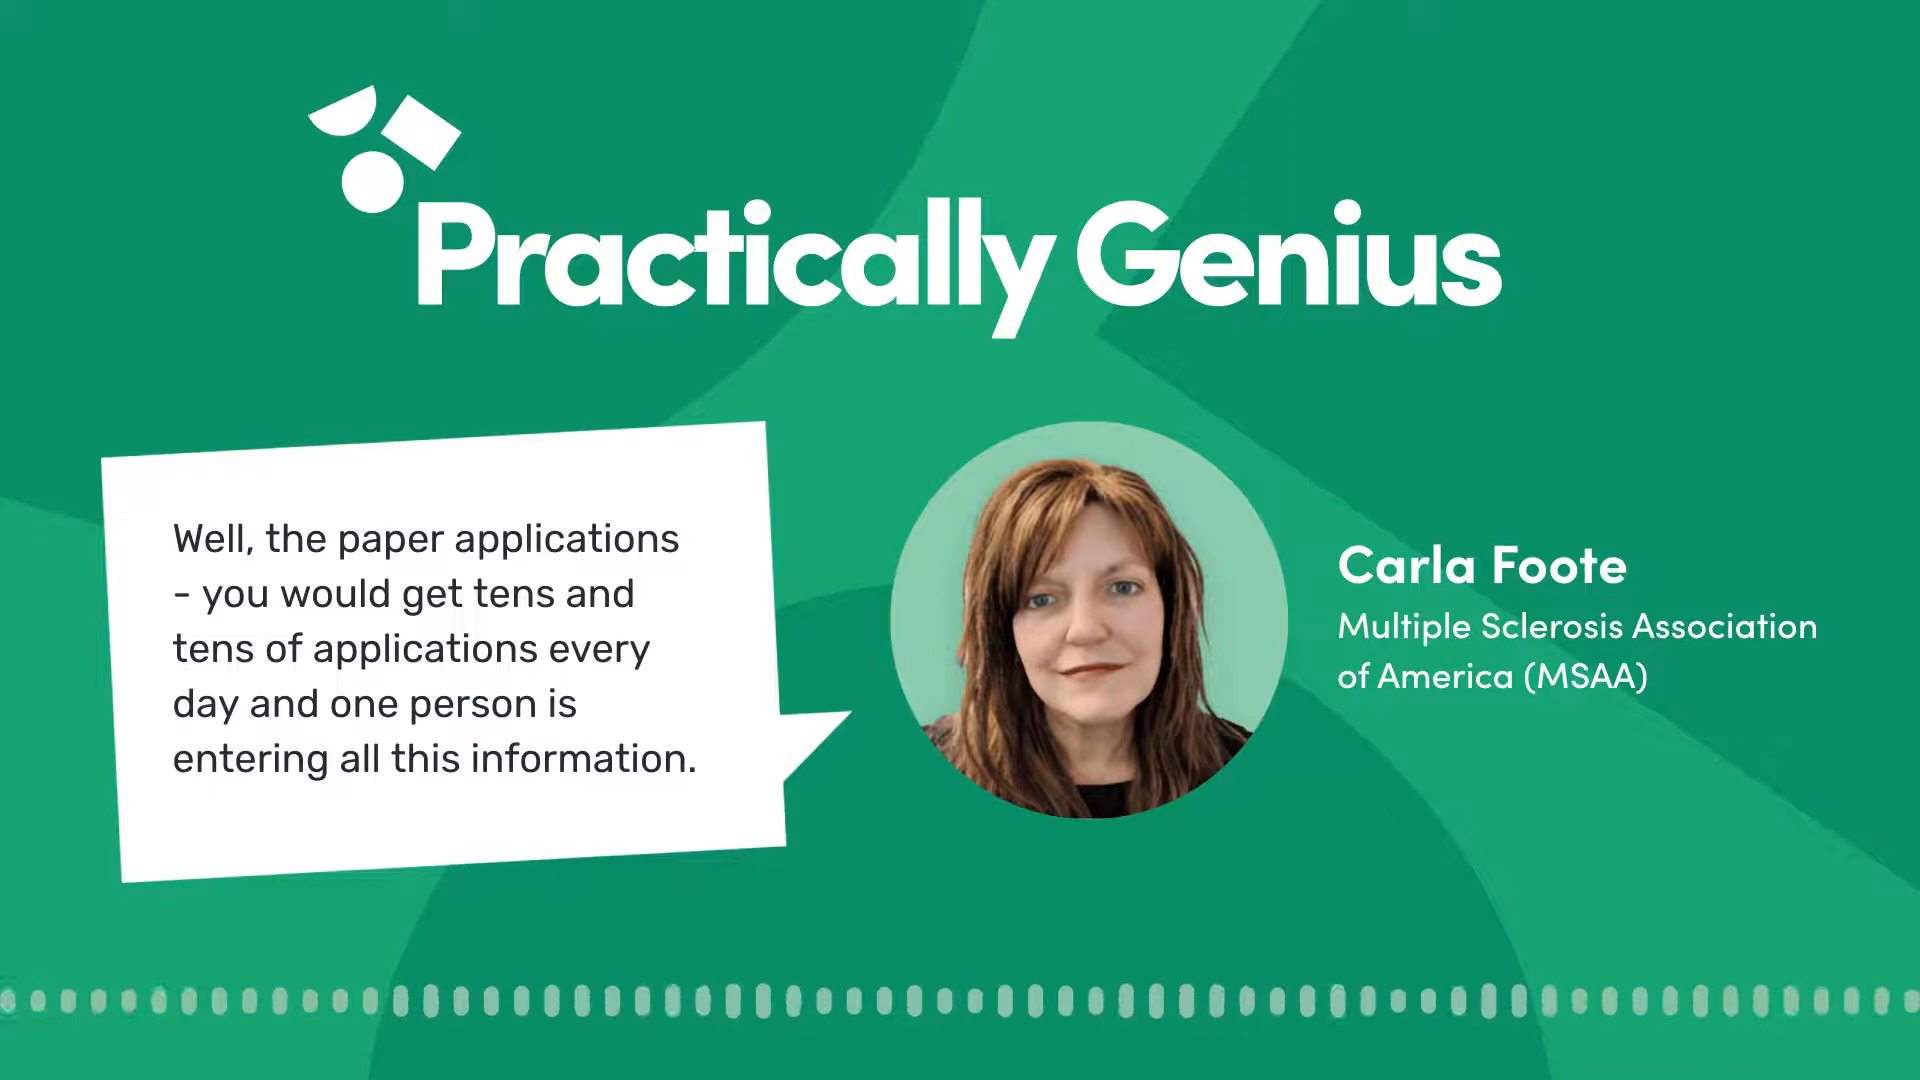 Practically Genius
Well, the paper applications
- you would get tens and
tens of applications every
day and one person is
entering all this information.
Carla Foote
Multiple Sclerosis Association
of America (MSAA)